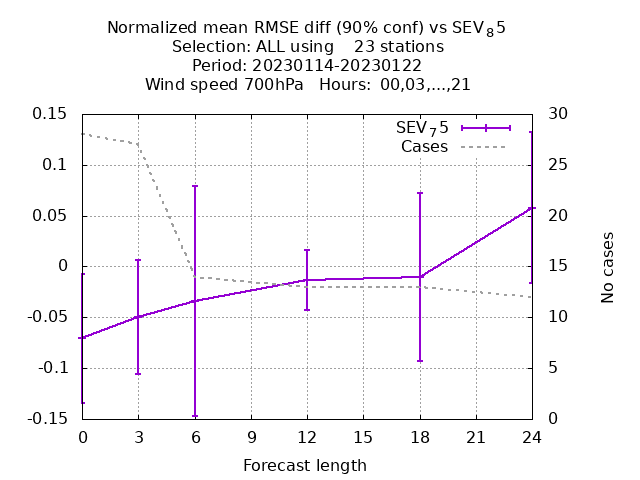 Normalized mean RMSE diff (90% conf) vs SEV₈5
Selection: ALL using 23 stations
Period: 20230114-20230122
Wind speed 700hPa Hours: 00,03,...,21
SEV₇5
Cases
0.15
0.1
0.05
0
-0.05
-0.1
-0.15
30
25
20
15
10
5
0
No cases
0 3 6 9 12 15 18 21 24
Forecast length